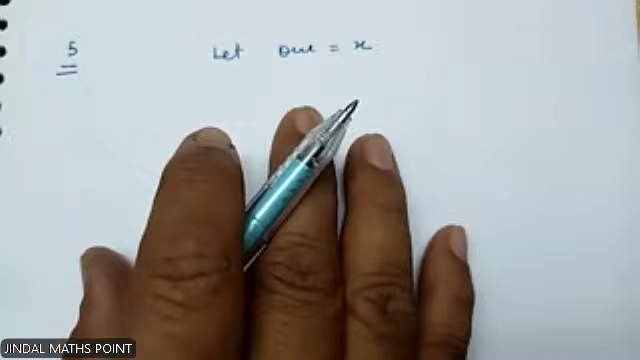 5
Let one = x
JINDAL MATHS POINT